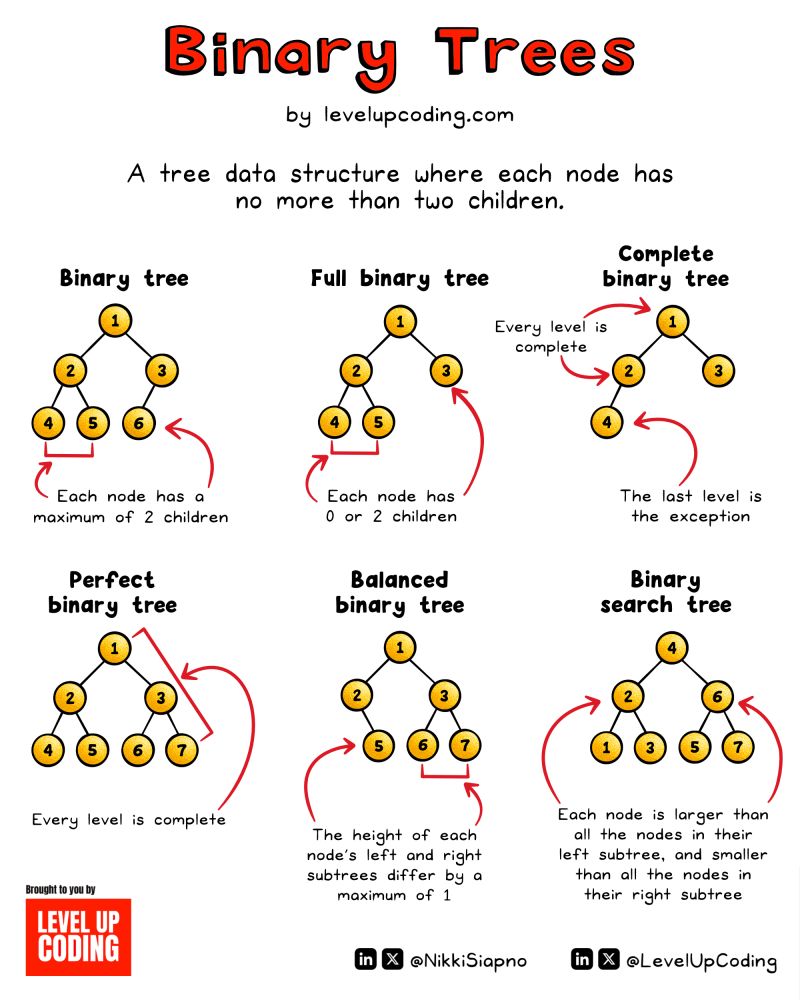 Binary Trees
by levelupcoding.com
A tree data structure where each node has
no more than two children.
Binary tree
1
2
3
4
5
6
Each node has a
maximum of 2 children
Full binary tree
1
2
3
4
5
Each node has
0 or 2 children
Complete
binary tree
Every level is
complete
1
2
3
4
The last level is
the exception
Perfect
binary tree
1
2
3
4
5
6
7
Every level is complete
Balanced
binary tree
1
2
3
5
6
7
The height of each
node's left and right
subtrees differ by a
maximum of 1
Binary
search tree
4
2
6
1
3
5
7
Each node is larger than
all the nodes in their
left subtree, and smaller
than all the nodes in
their right subtree
Brought to you by
LEVEL UP
CODING
in X @NikkiSiapno
in X @LevelUpCoding